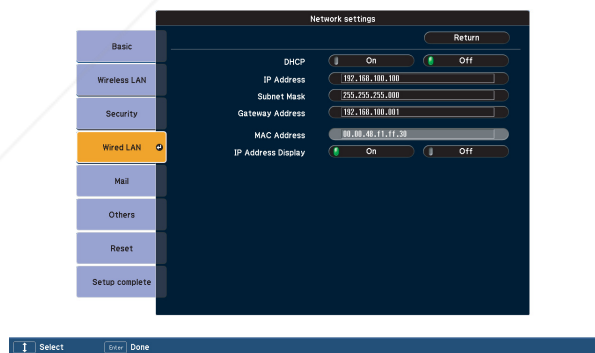 Network settings
Return
Basic
DHCP On Off
Wireless LAN
IP Address 192.168.100.100
Subnet Mask 255.255.255.000
Security
Gateway Address 192.168.100.001
MAC Address 00.00.48.f1.ff.30
Wired LAN
IP Address Display On Off
Mail
Others
Reset
Setup complete
Select Enter Done